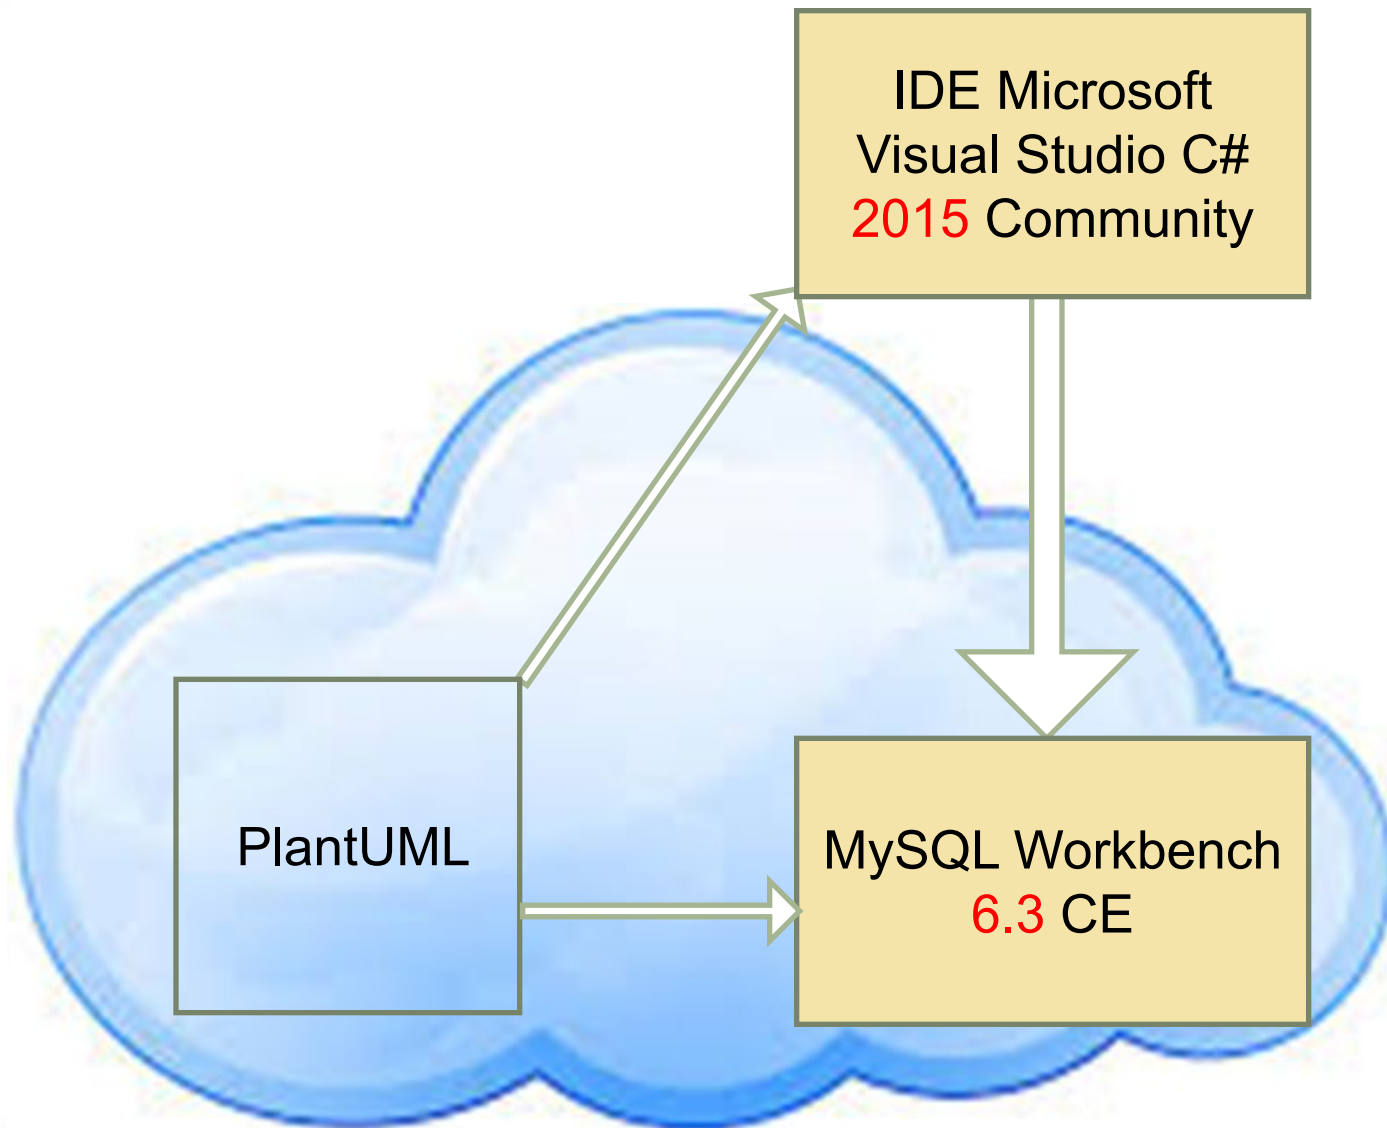 IDE Microsoft
Visual Studio C#
2015 Community
PlantUML
MySQL Workbench
6.3 CE